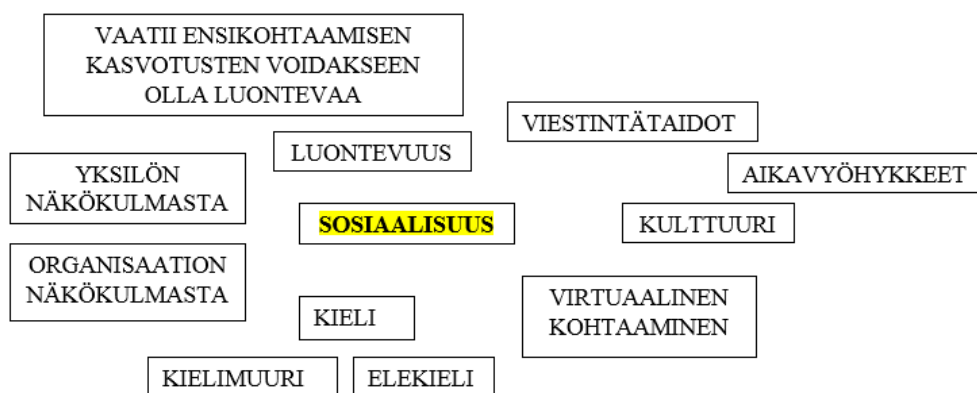 VAATII ENSIKOHTAAMISEN
KASVOTUSTEN VOIDAKSEEN
OLLA LUONTEVAA
VIESTINTÄTAIDOT
LUONTEVUUS
YKSILÖN
NÄKÖKULMASTA
AIKAVYÖHYKKEET
SOSIAALISUUS
KULTTUURI
ORGANISAATION
NÄKÖKULMASTA
VIRTUAALINEN
KOHTAAMINEN
KIELI
KIELIMUURI
ELEKIELI